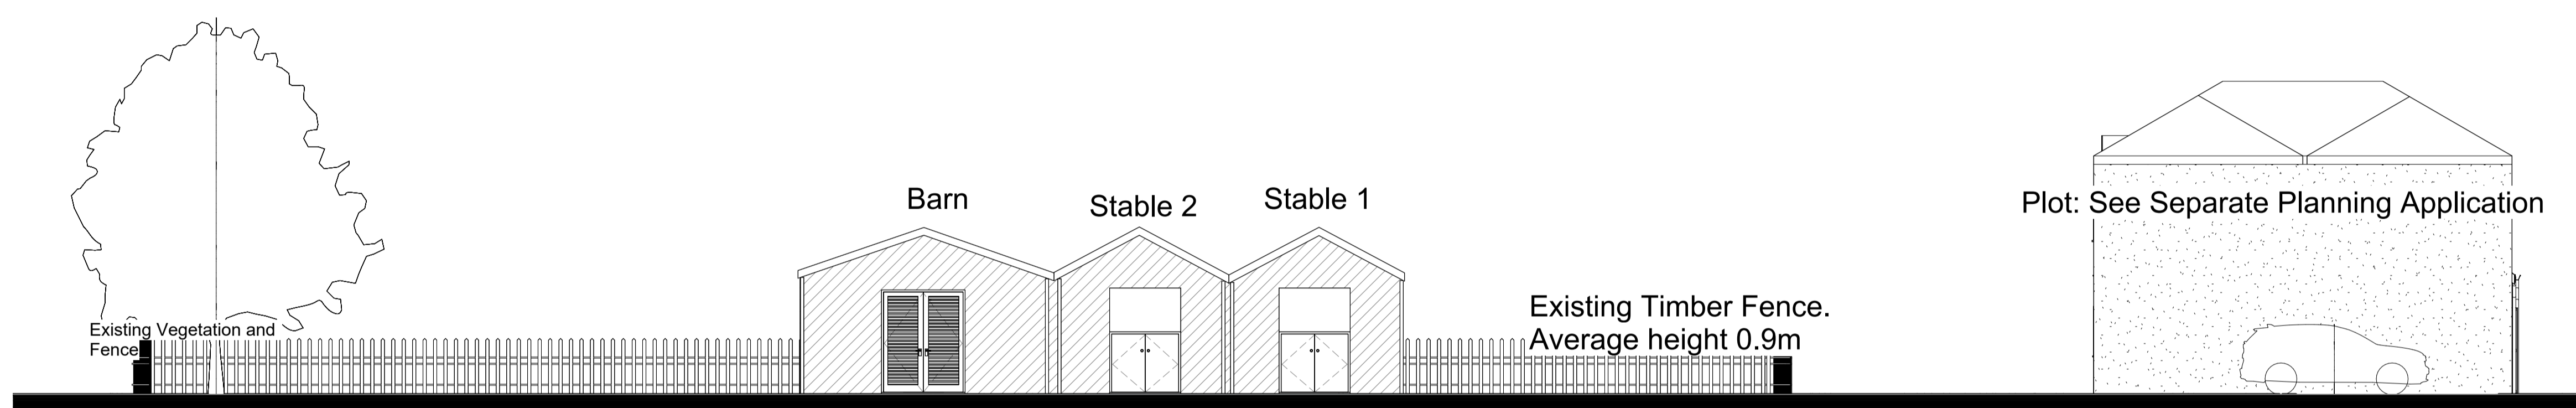 Barn
Stable 2
Stable 1
Plot: See Separate Planning Application
Existing Timber Fence.
Average height 0.9m
Existing Vegetation and
Fence